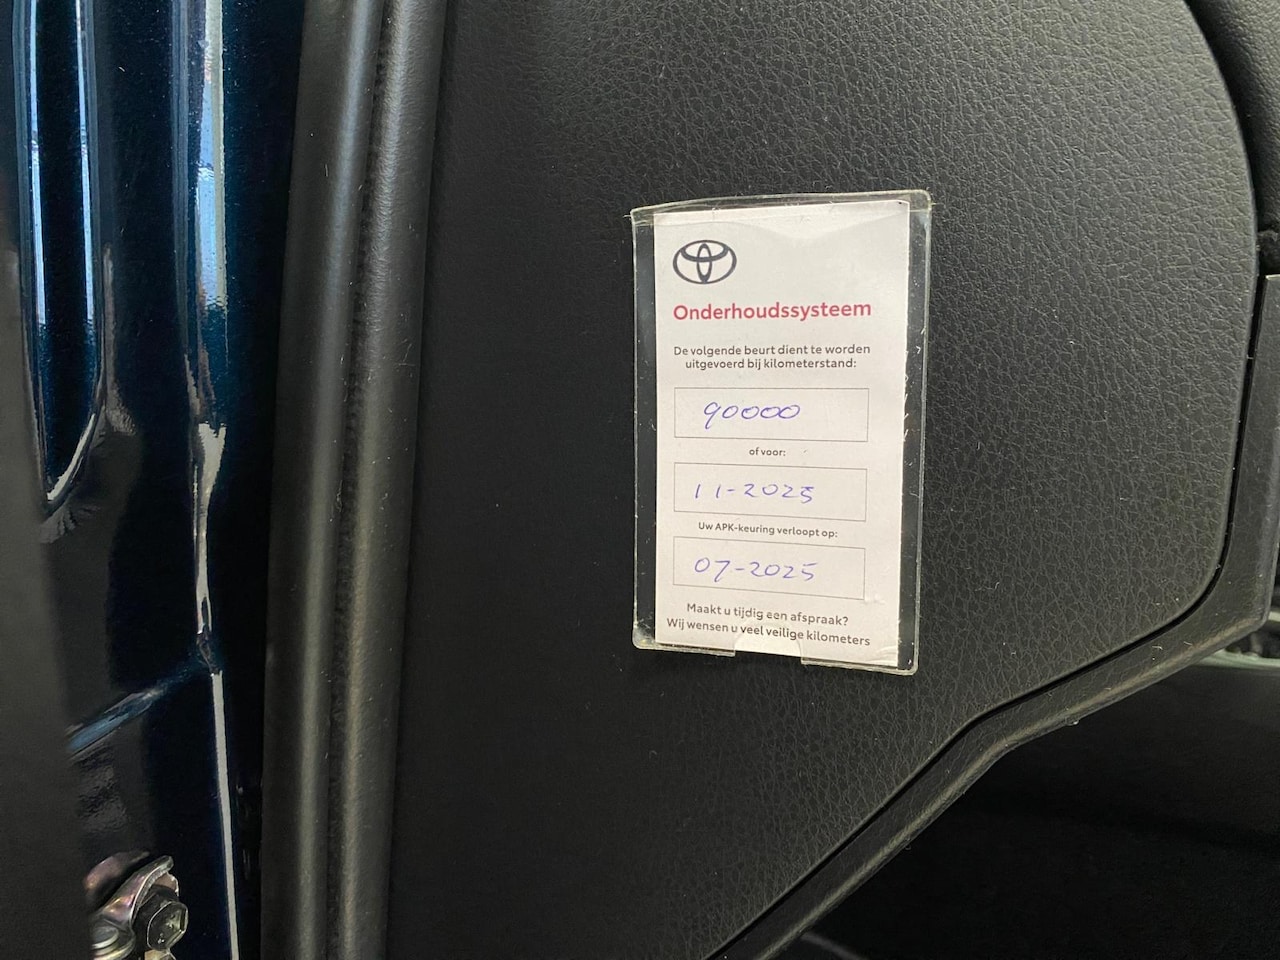 Onderhoudssysteem
De volgende beurt dient te worden
uitgevoerd bij kilometerstand:
90000
of voor:
11-2025
Uw APK-keuring verloopt op:
07-2025
Maakt u tijdig een afspraak?
Wij wensen u veel veilige kilometers